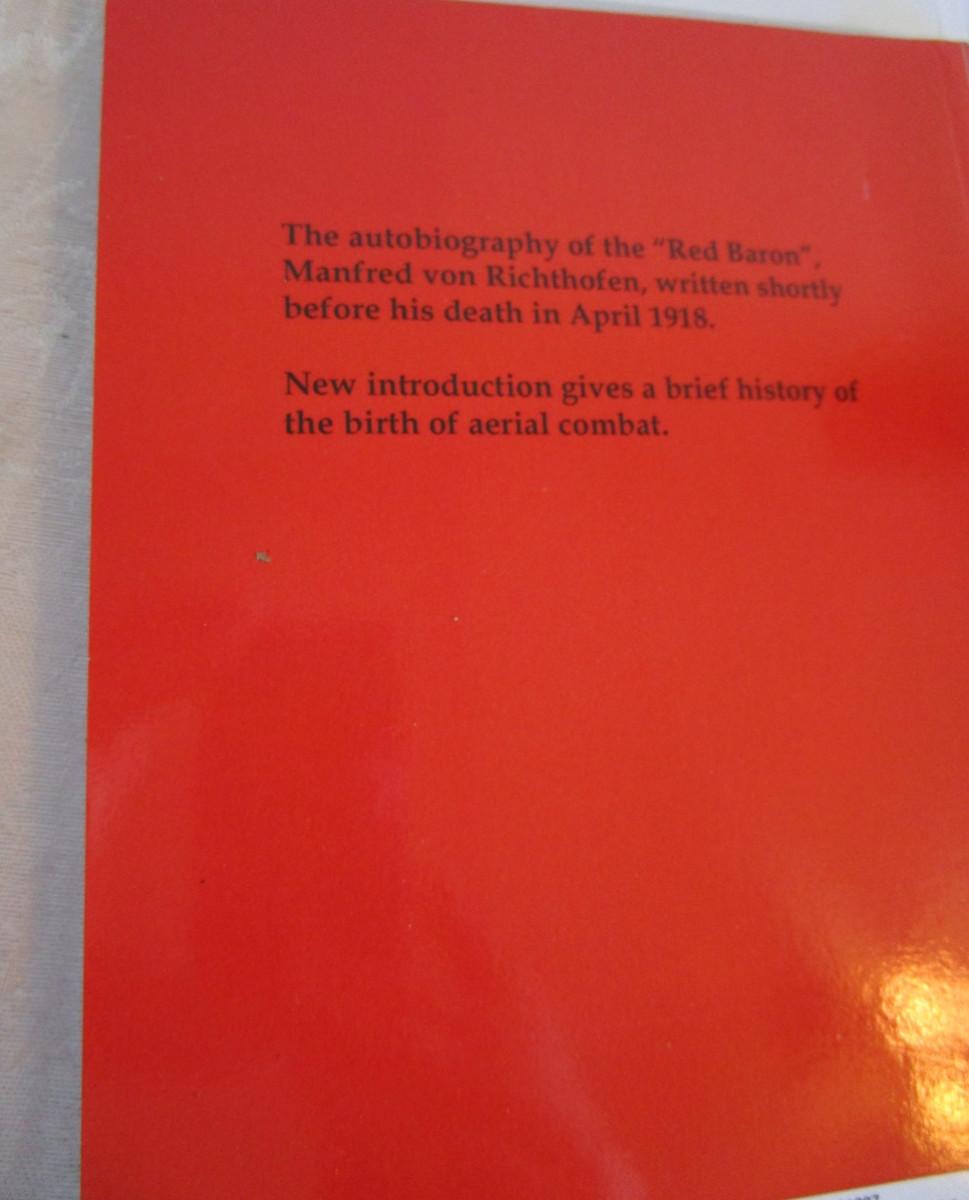 The autobiography of the “Red Baron”,
Manfred von Richthofen, written shortly
before his death in April 1918.
New introduction gives a brief history of
the birth of aerial combat.